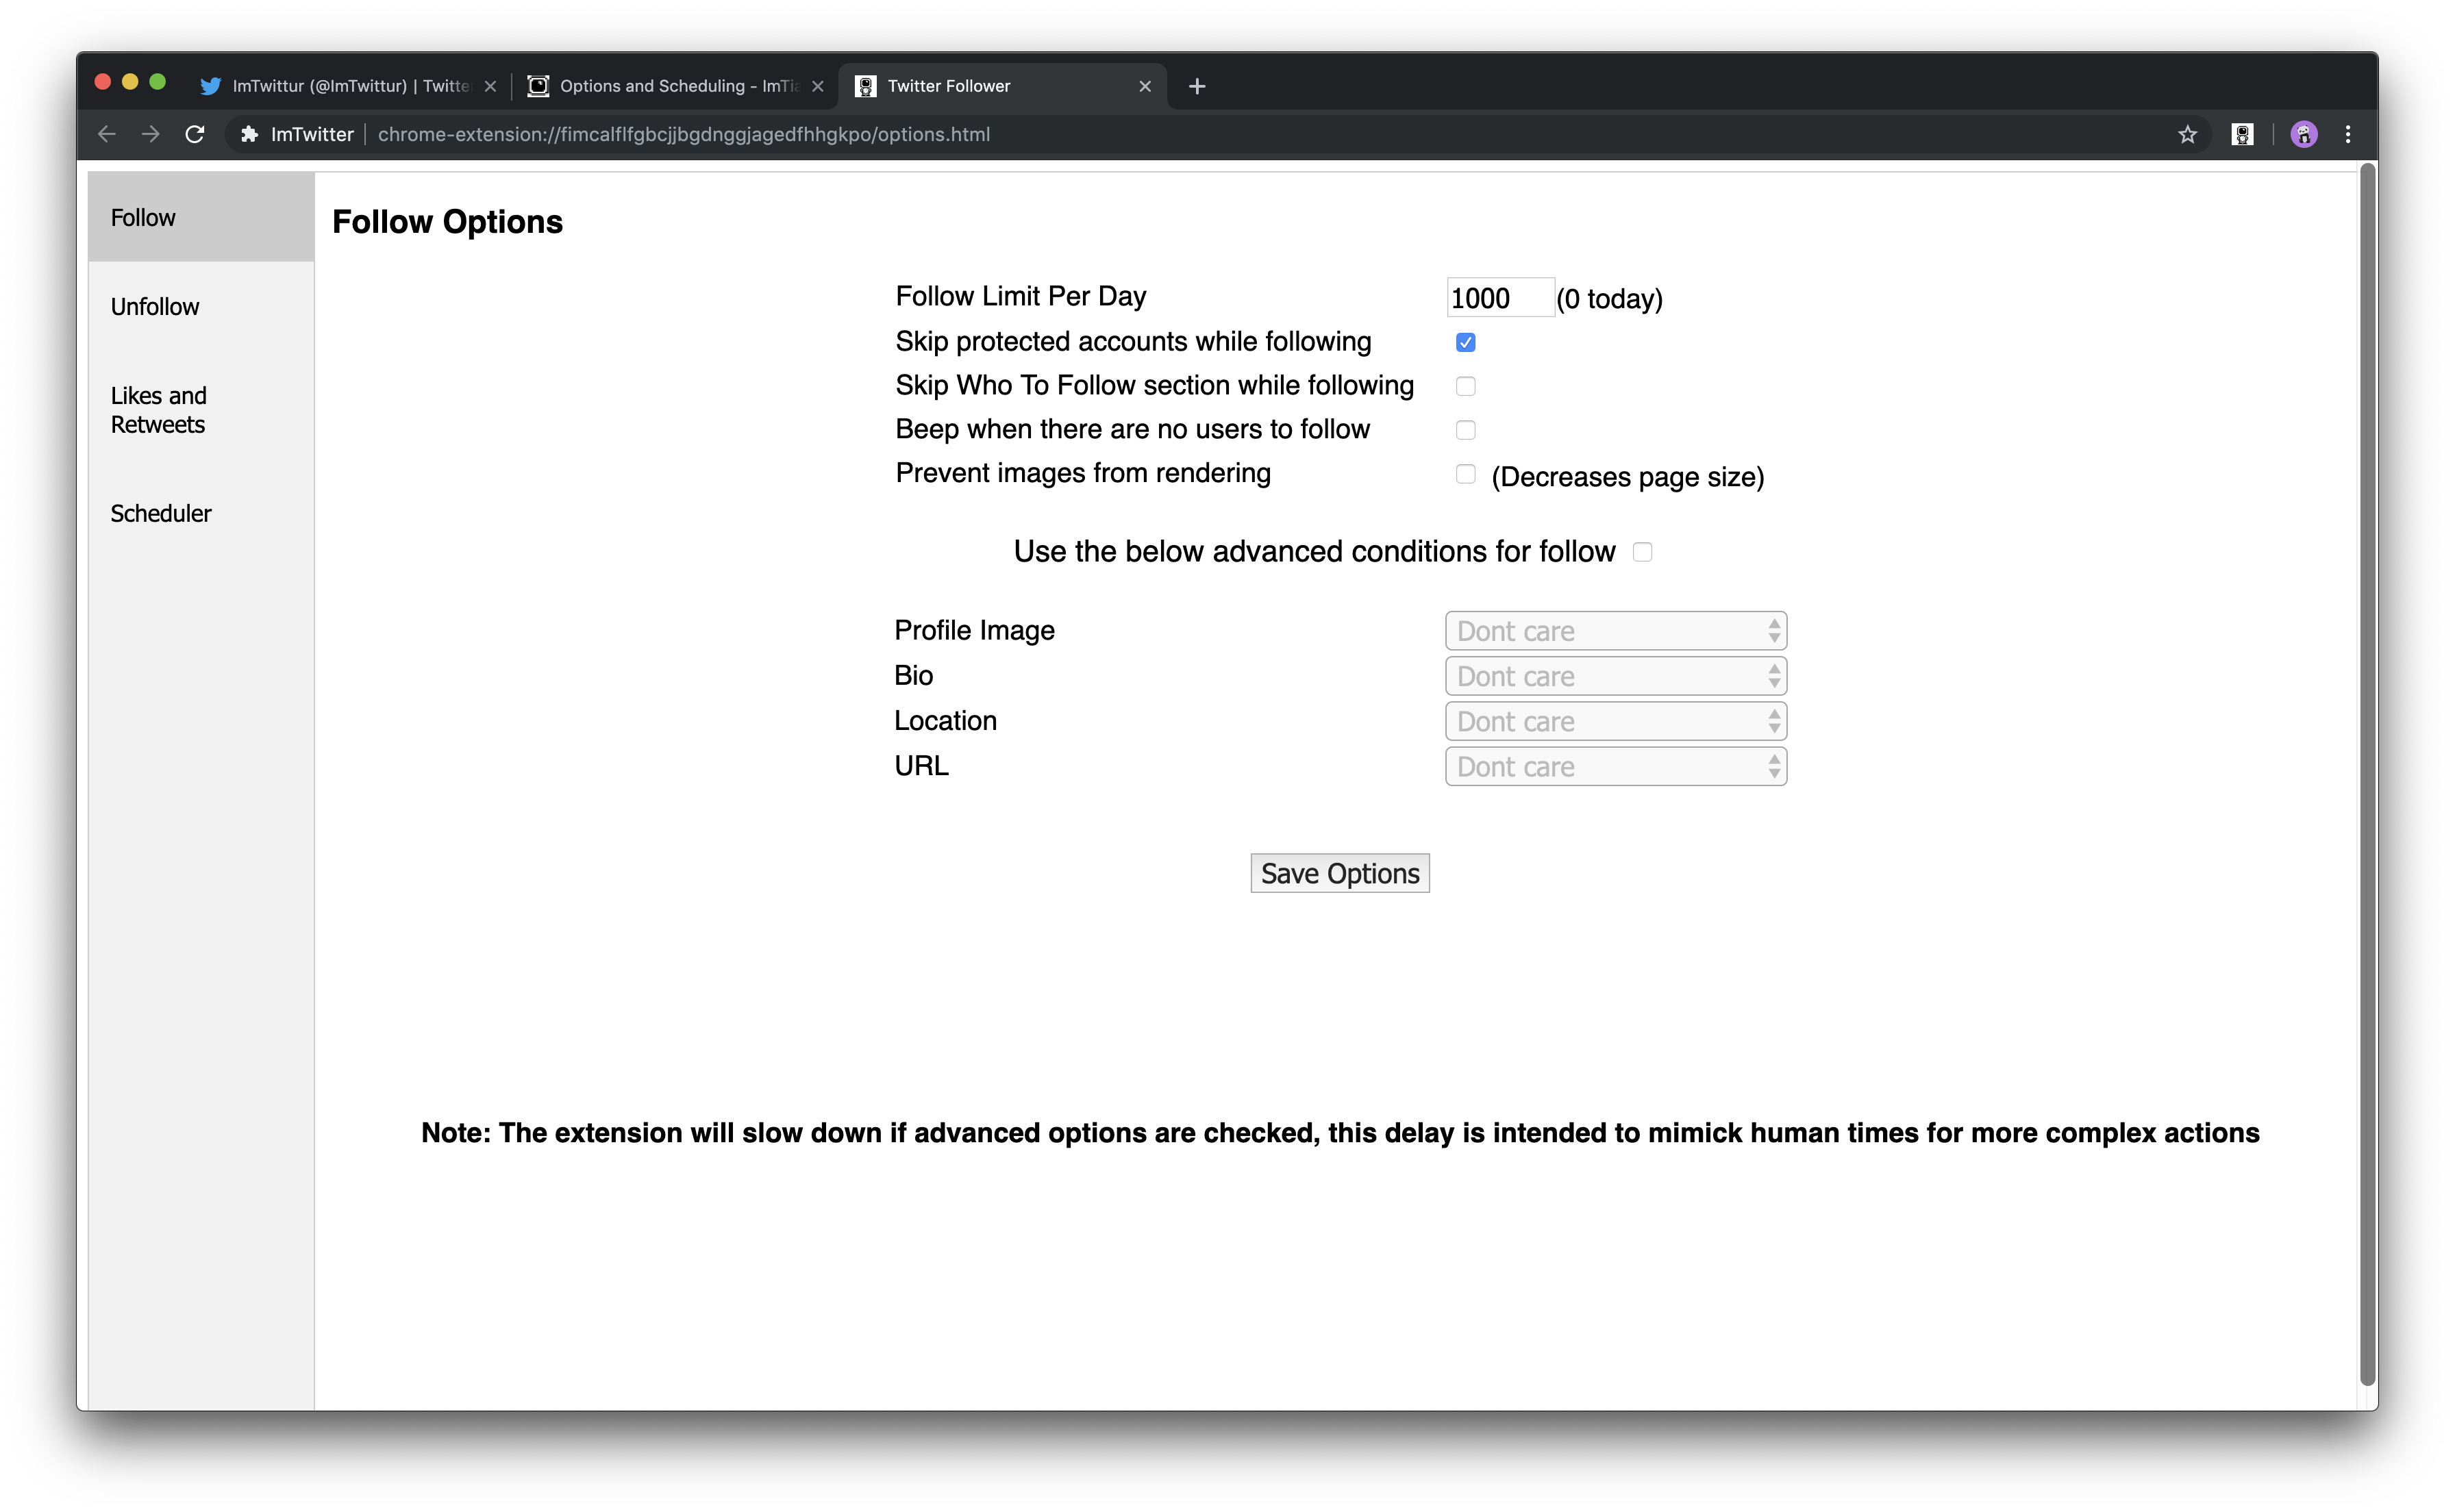 ImTwittur (@ImTwittur) | Twitte
Options and Scheduling - ImTia
Twitter Follower
ImTwitter
chrome-extension://fimcalflfgbcjjbgdnggjagedfhhgkpo/options.html
Follow
Unfollow
Likes and
Retweets
Scheduler
Follow Options
Follow Limit Per Day 1000 (0 today)
Skip protected accounts while following
Skip Who To Follow section while following
Beep when there are no users to follow
Prevent images from rendering (Decreases page size)
Use the below advanced conditions for follow
Profile Image Dont care
Bio Dont care
Location Dont care
URL Dont care
Save Options
Note: The extension will slow down if advanced options are checked, this delay is intended to mimick human times for more complex actions